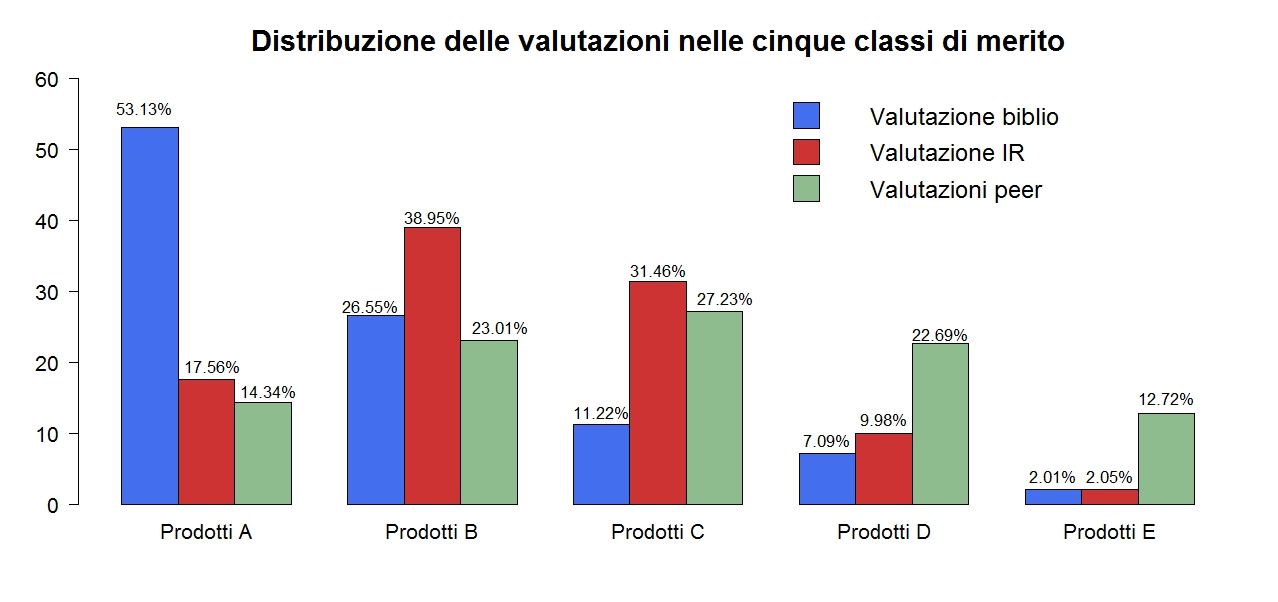 Distribuzione delle valutazioni nelle cinque classi di merito
60
50
40
30
20
10
0
Valutazione biblio
Valutazione IR
Valutazioni peer
53.13%
17.56%
14.34%
26.55%
38.95%
23.01%
11.22%
31.46%
27.23%
7.09%
9.98%
22.69%
2.01%
2.05%
12.72%
Prodotti A
Prodotti B
Prodotti C
Prodotti D
Prodotti E